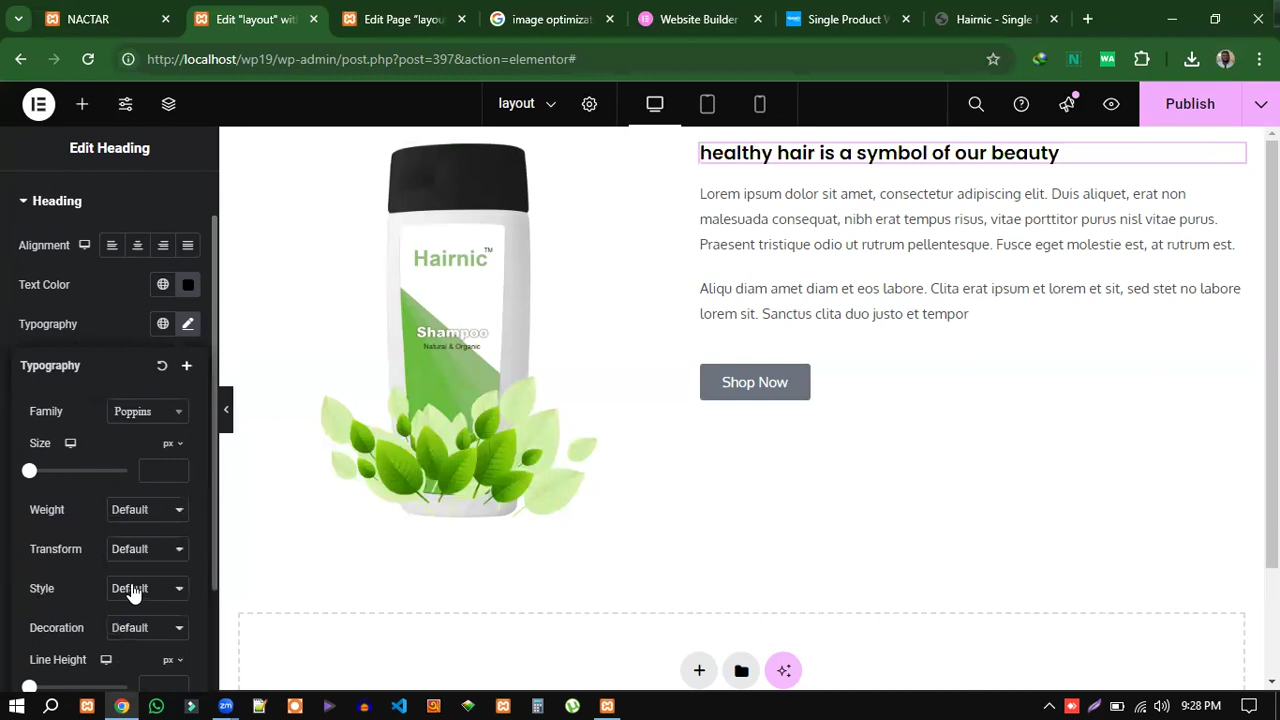 NACTAR
Edit "layout" wit
Edit Page "layou
image optimizat
Website Builder
Single Product V
Hairnic - Single
http://localhost/wp19/wp-admin/post.php?post=397&action=elementor#
N
WA
layout
Publish
Edit Heading
Heading
Alignment
Text Color
Typography
Typography
Family
Poppins
Size
px
Weight
Default
Transform
Default
Style
Default
Decoration
Default
Line Height
px
healthy hair is a symbol of our beauty
Lorem ipsum dolor sit amet, consectetur adipiscing elit. Duis aliquet, erat non
malesuada consequat, nibh erat tempus risus, vitae porttitor purus nisl vitae purus.
Praesent tristique odio ut rutrum pellentesque. Fusce eget molestie est, at rutrum est.
Aliqu diam amet diam et eos labore. Clita erat ipsum et lorem et sit, sed stet no labore
lorem sit. Sanctus clita duo justo et tempor
Shop Now
Hairnic™
Shampoo
Natural & Organic
9:28 PM